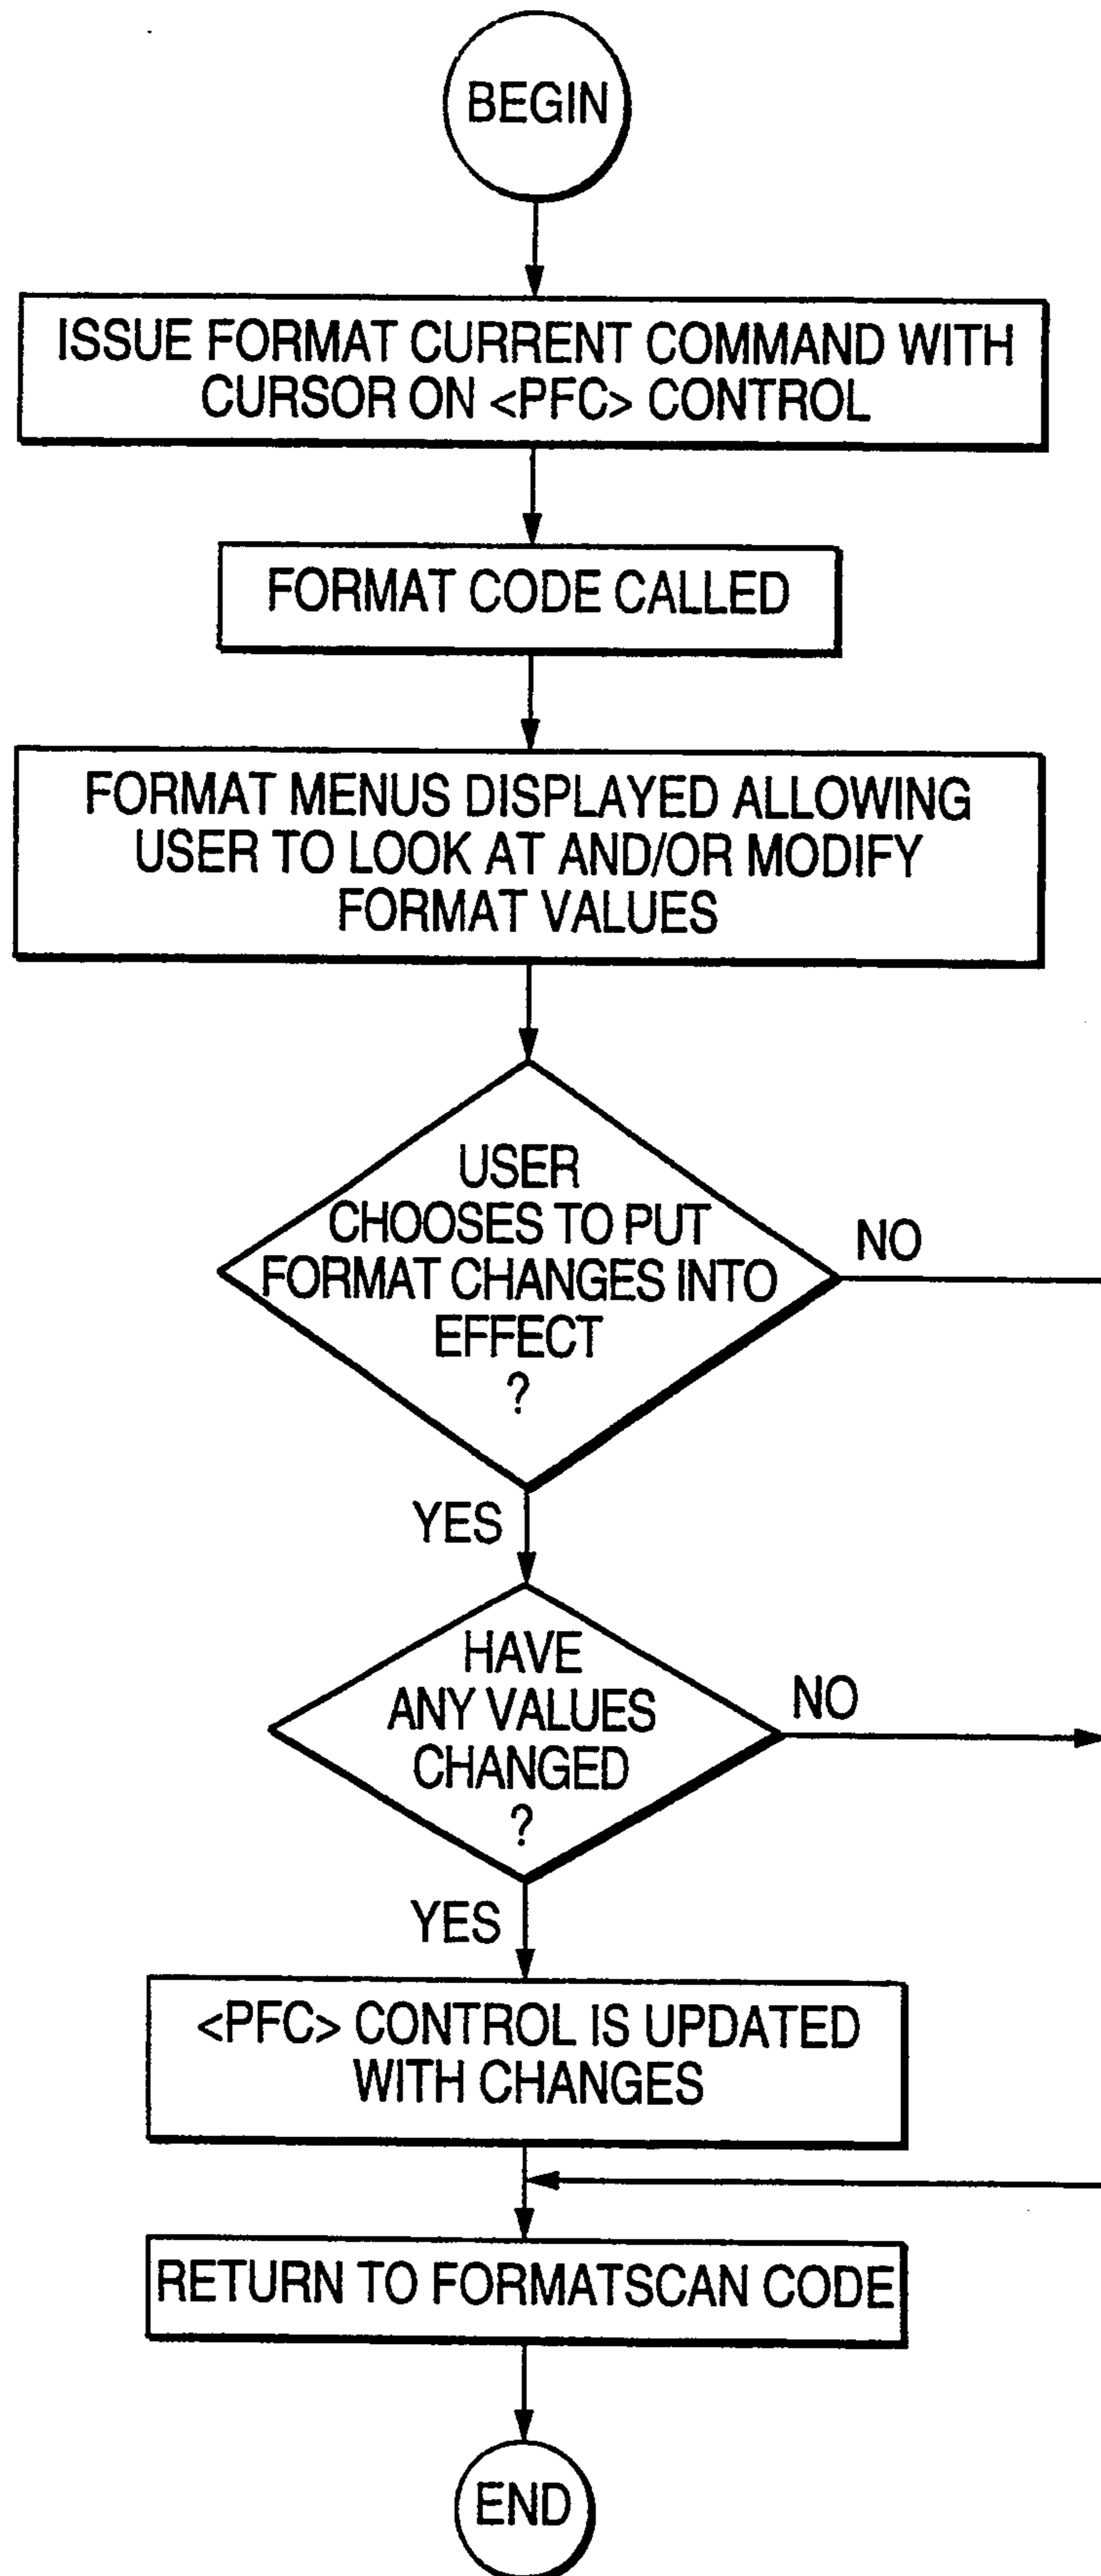 BEGIN
ISSUE FORMAT CURRENT COMMAND WITH
CURSOR ON <PFC> CONTROL
FORMAT CODE CALLED
FORMAT MENUS DISPLAYED ALLOWING
USER TO LOOK AT AND/OR MODIFY
FORMAT VALUES
USER
CHOOSES TO PUT
FORMAT CHANGES INTO
EFFECT
?
NO
YES
HAVE
ANY VALUES
CHANGED
?
NO
YES
<PFC> CONTROL IS UPDATED
WITH CHANGES
RETURN TO FORMATSCAN CODE
END